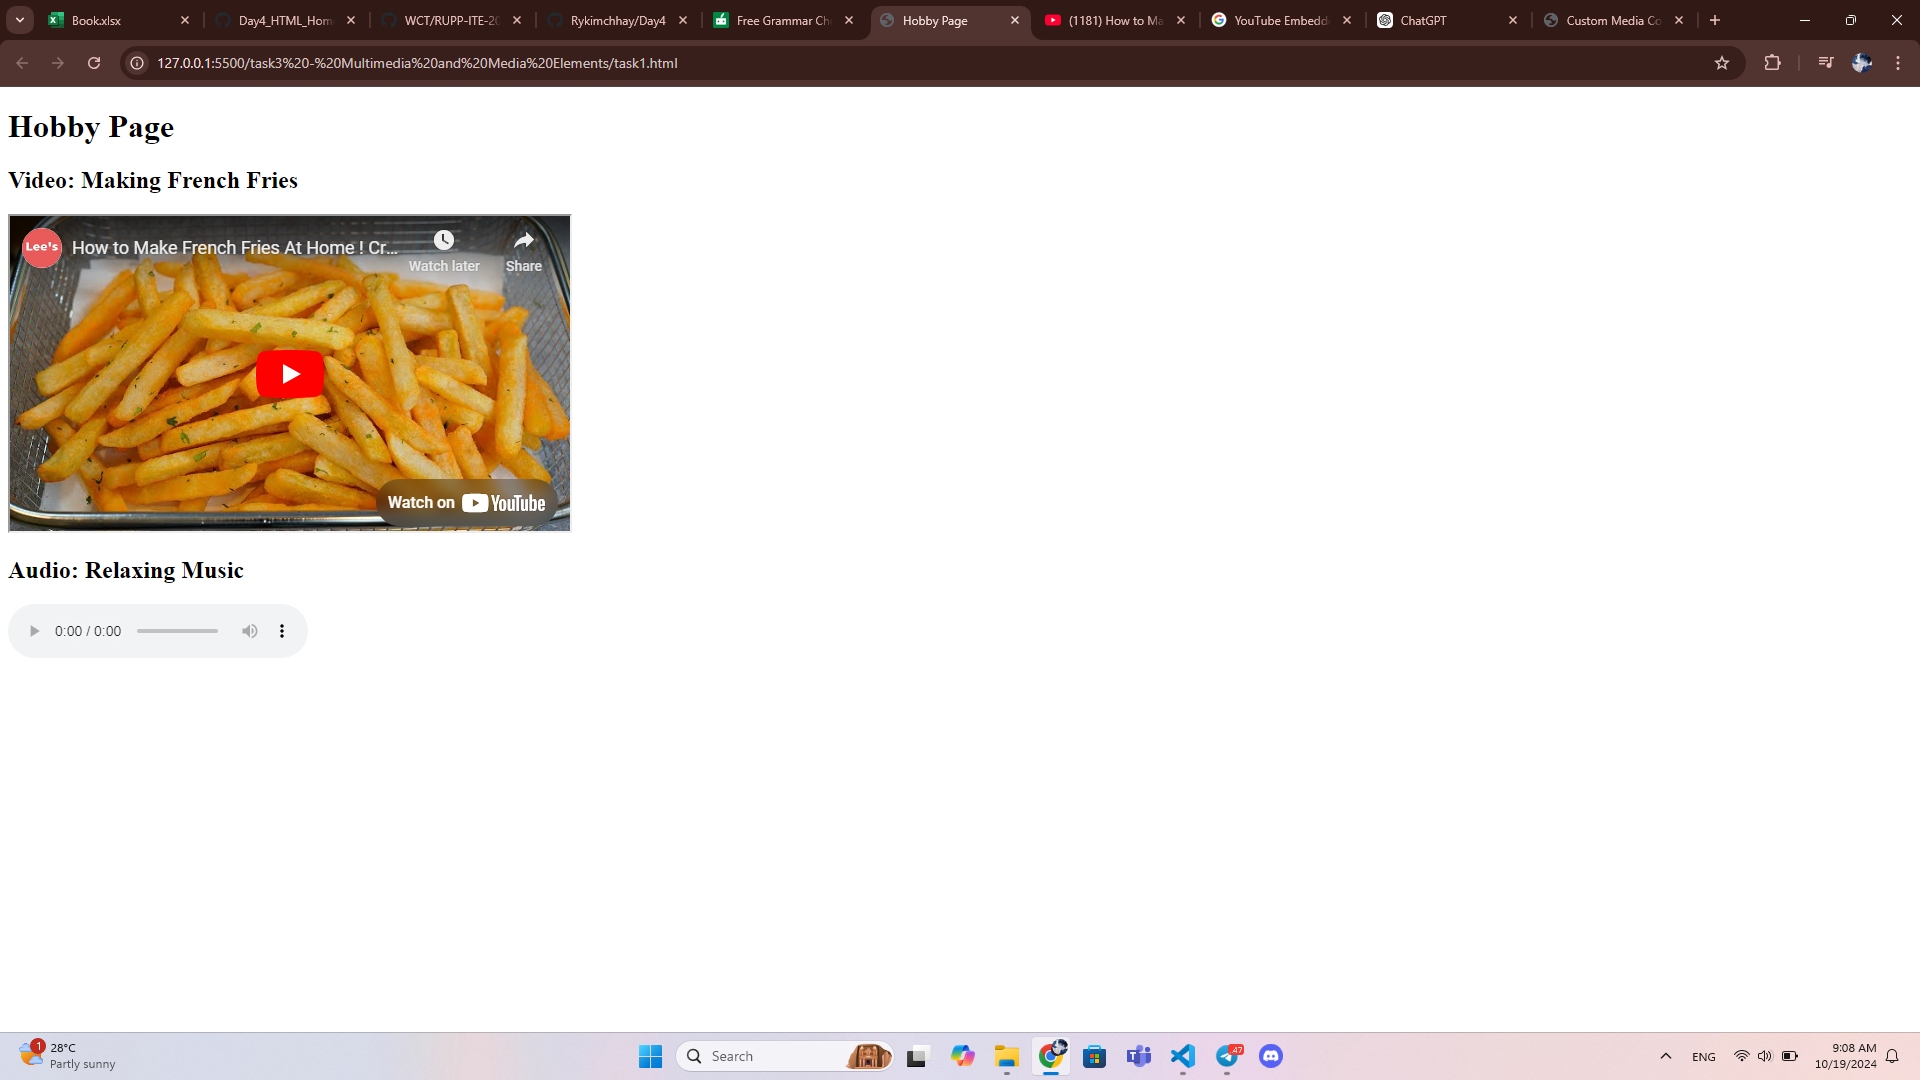 Book.xlsx
Day4_HTML_Hom
WCT/RUPP-ITE-20
Rykimchhay/Day4
Free Grammar Ch
Hobby Page
(1181) How to Ma
YouTube Embedd
ChatGPT
Custom Media Co
127.0.0.1:5500/task3%20-%20Multimedia%20and%20Media%20Elements/task1.html
Hobby Page
Video: Making French Fries
Lee's
How to Make French Fries At Home ! Cr...
Watch later
Share
Watch on YouTube
Audio: Relaxing Music
0:00 / 0:00
1
28°C
Partly sunny
Search
47
ENG
9:08 AM
10/19/2024